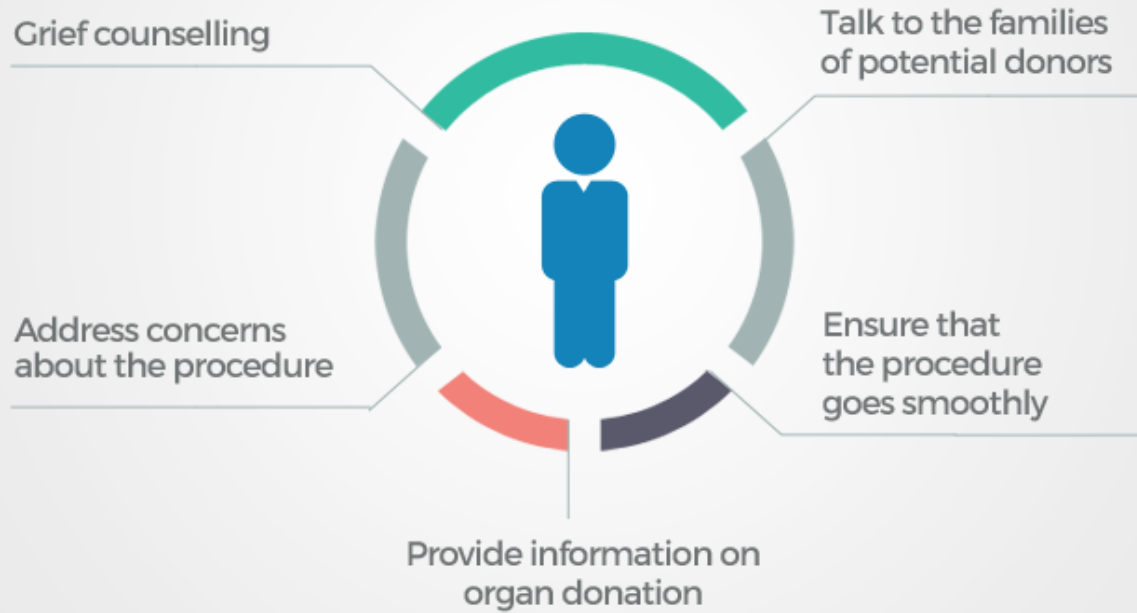 Grief counselling
Talk to the families
of potential donors
Address concerns
about the procedure
Ensure that
the procedure
goes smoothly
Provide information on
organ donation